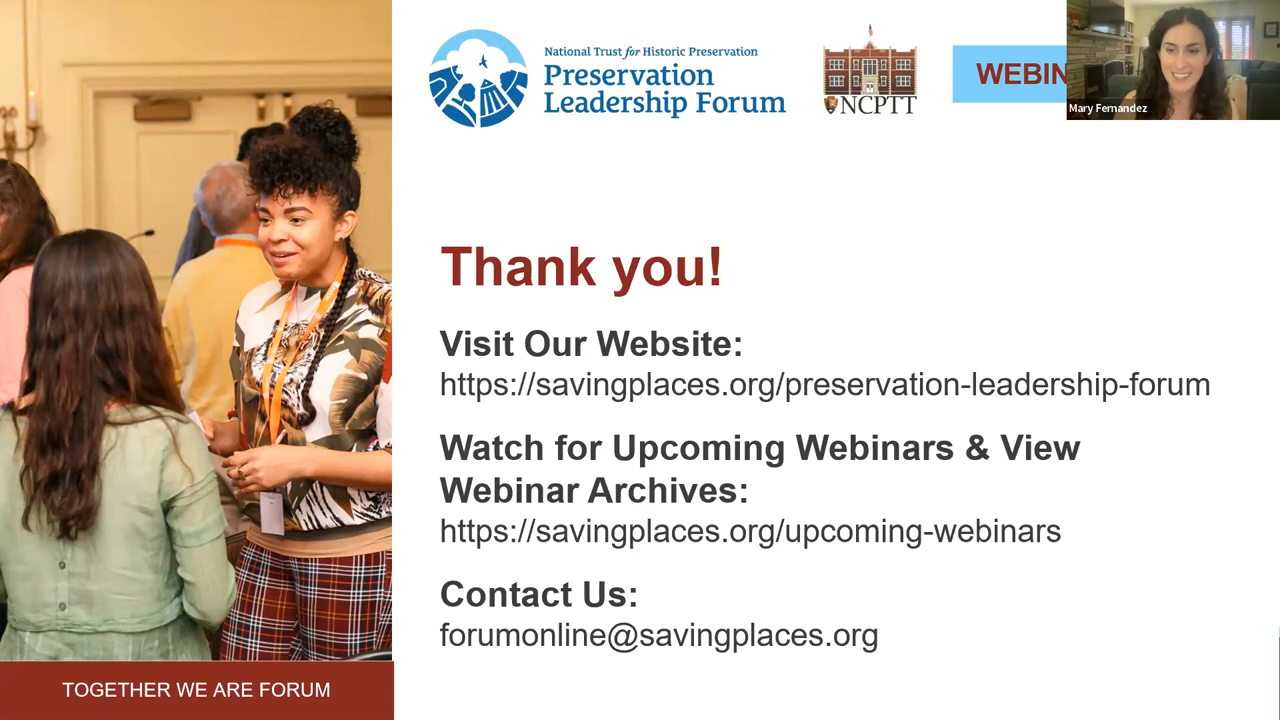 National Trust for Historic Preservation
Preservation
Leadership Forum
NCPTT
WEBIN
Mary Fernandez
Thank you!
Visit Our Website:
https://savingplaces.org/preservation-leadership-forum
Watch for Upcoming Webinars & View
Webinar Archives:
https://savingplaces.org/upcoming-webinars
Contact Us:
forumonline@savingplaces.org
TOGETHER WE ARE FORUM